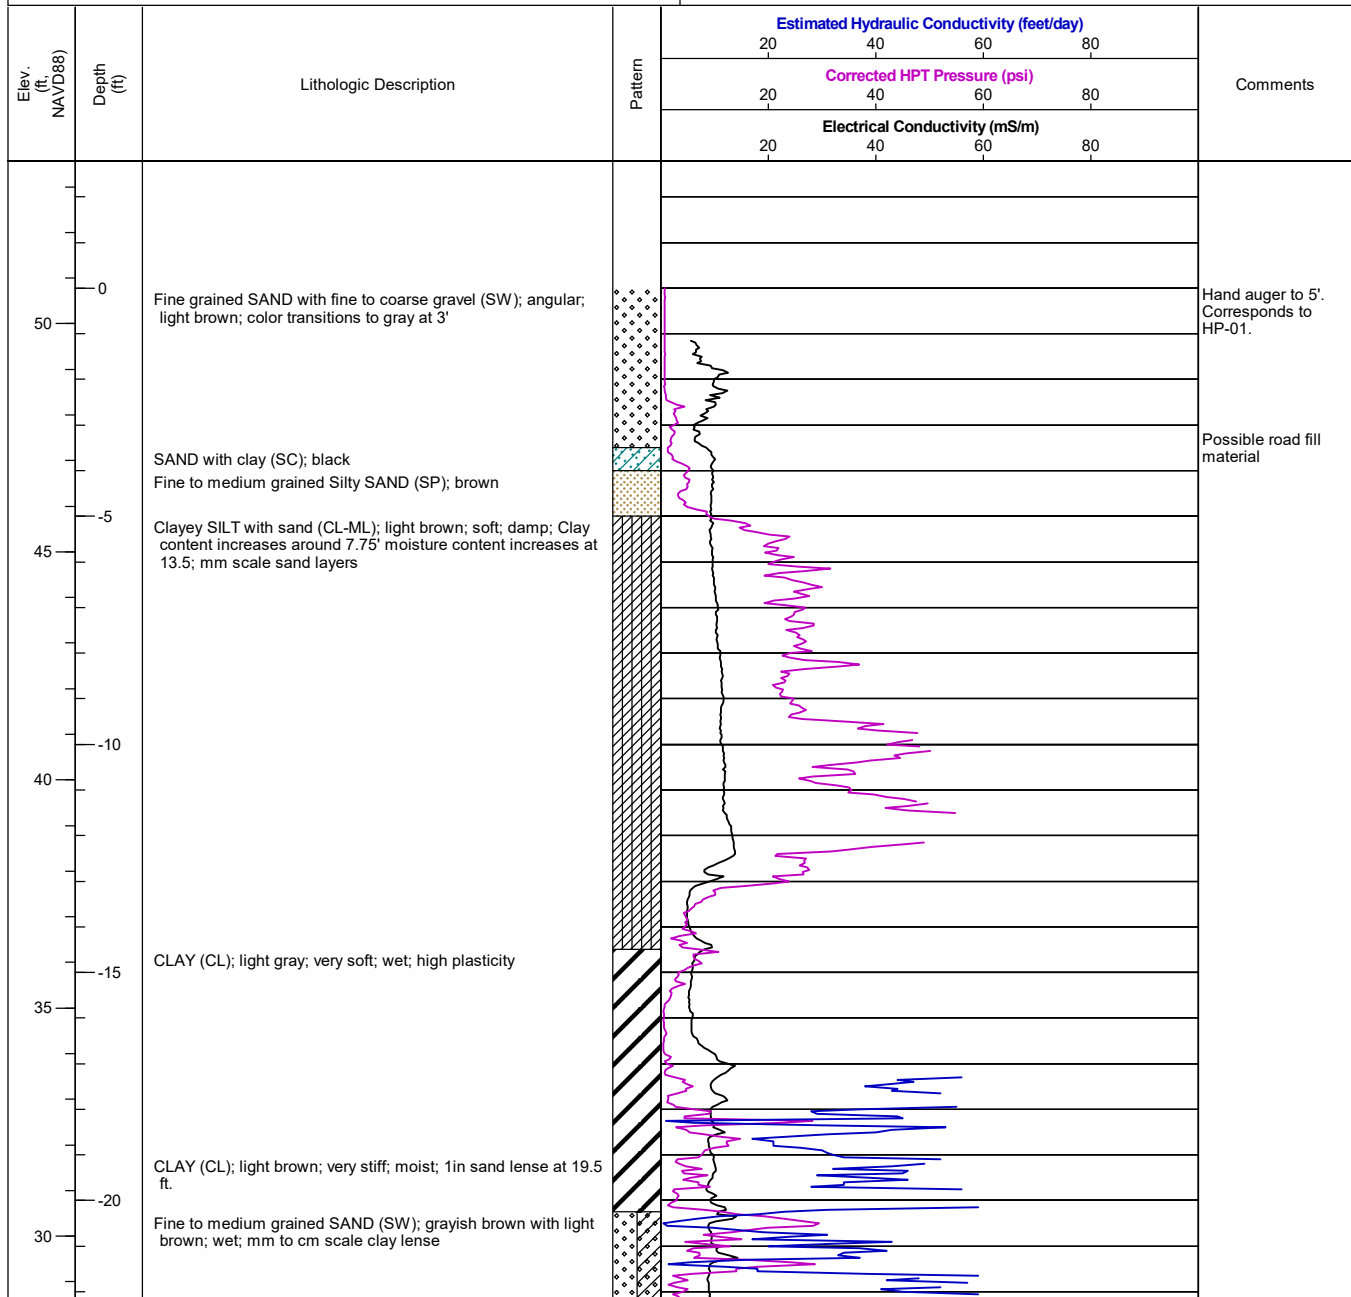 Estimated Hydraulic Conductivity (feet/day)
20 40 60 80
Corrected HPT Pressure (psi)
20 40 60 80
Electrical Conductivity (mS/m)
20 40 60 80
Elev.
(ft,
NAVD88)
Depth
(ft)
Lithologic Description
Pattern
Comments
0
Fine grained SAND with fine to coarse gravel (SW); angular;
light brown; color transitions to gray at 3'
Hand auger to 5'.
Corresponds to
HP-01.
50
Possible road fill
material
SAND with clay (SC); black
Fine to medium grained Silty SAND (SP); brown
-5
Clayey SILT with sand (CL-ML); light brown; soft; damp; Clay
content increases around 7.75' moisture content increases at
13.5; mm scale sand layers
45
-10
40
CLAY (CL); light gray; very soft; wet; high plasticity
-15
35
CLAY (CL); light brown; very stiff; moist; 1in sand lense at 19.5
ft.
-20
Fine to medium grained SAND (SW); grayish brown with light
brown; wet; mm to cm scale clay lense
30